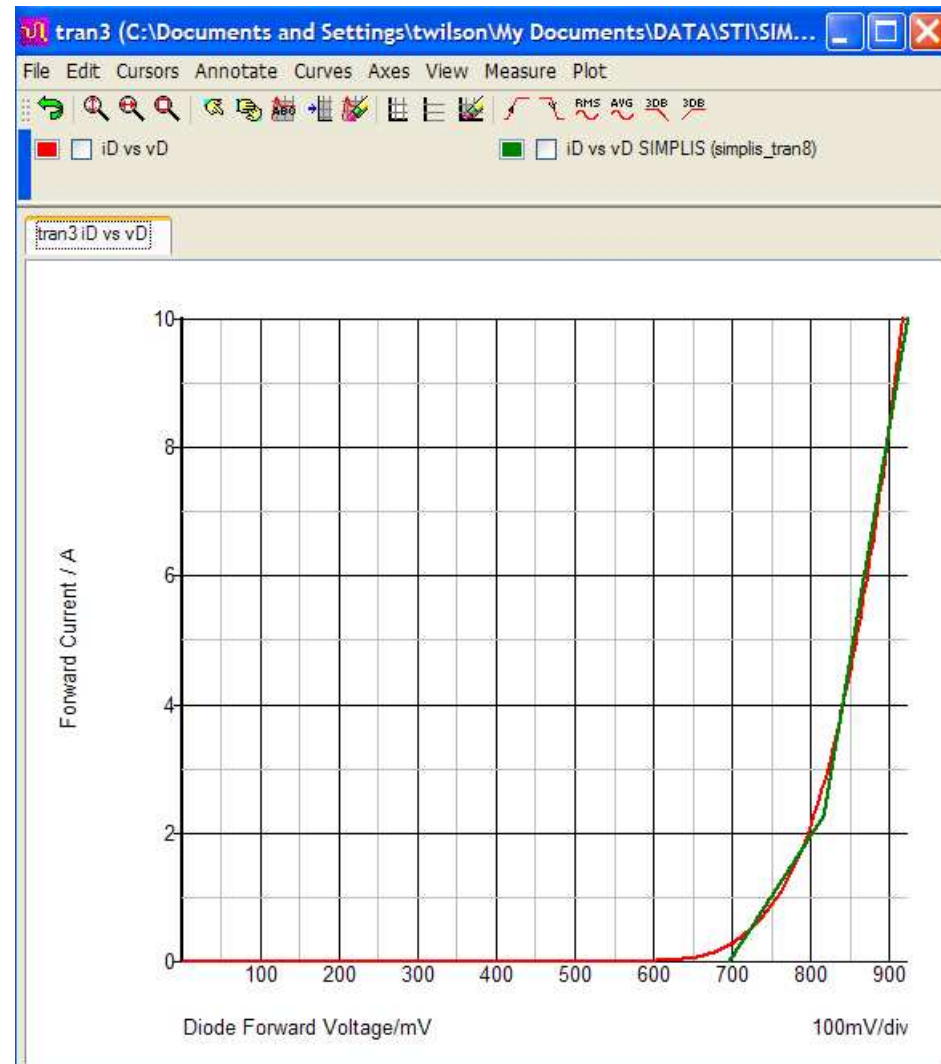 tran3 (C:\Documents and Settings\twilson\My Documents\DATA\STI\SIM...
File Edit Cursors Annotate Curves Axes View Measure Plot
ABC RMS AVG 3DB 3DB
iD vs vD
iD vs vD SIMPLIS (simplis_tran8)
tran3 iD vs vD
10
8
6
4
2
0
Forward Current / A
100 200 300 400 500 600 700 800 900
Diode Forward Voltage/mV
100mV/div